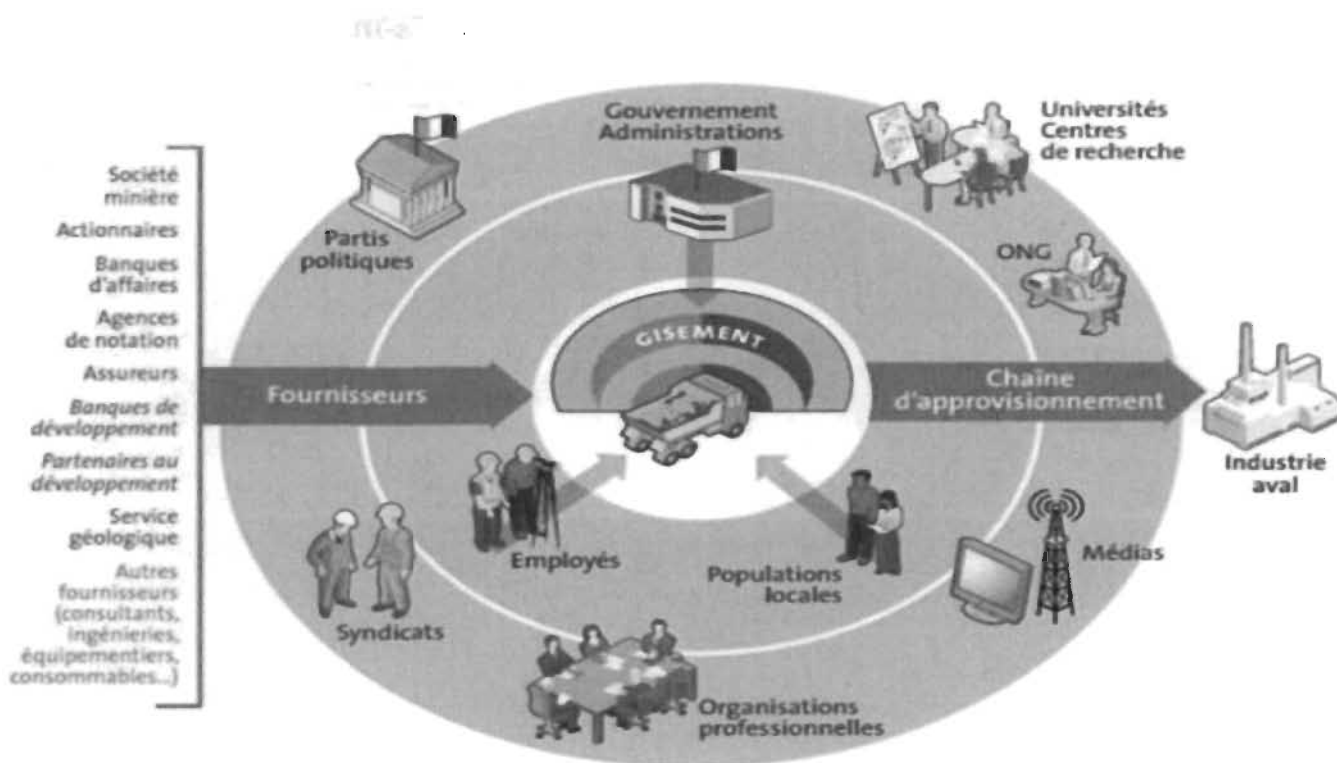 Gouvernement
Administrations
Universités
Centres
de recherche
Partis
politiques
ONG
Société
minière
Actionnaires
Banques
d'affaires
Agences
de notation
Assureurs
Banques de
développement
Partenaires au
développement
Service
géologique
Autres
fournisseurs
(consultants,
ingénieries,
équipementiers,
consommables...)
Fournisseurs
GISEMENT
Chaîne
d'approvisionnement
Industrie
aval
Employés
Populations
locales
Médias
Syndicats
Organisations
professionnelles